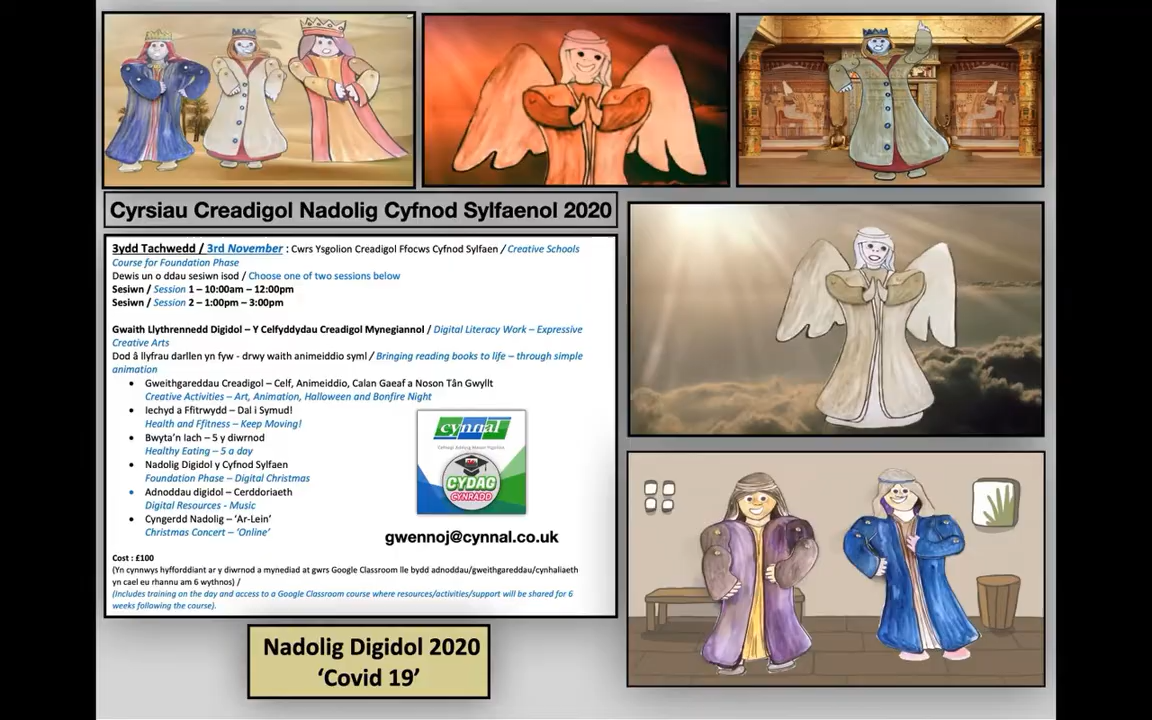 Cyrsiau Creadigol Nadolig Cyfnod Sylfaenol 2020
3ydd Tachwedd / 3rd November : Cwrs Ysgolion Creadigol Ffocws Cyfnod Sylfaen / Creative Schools
Course for Foundation Phase
Dewis un o ddau sesiwn isod / Choose one of two sessions below
Sesiwn / Session 1 – 10:00am – 12:00pm
Sesiwn / Session 2 – 1:00pm – 3:00pm
Gwaith Llythrennedd Digidol – Y Celfyddydau Creadigol Mynegiannol / Digital Literacy Work – Expressive
Creative Arts
Dod â llyfrau darllen yn fyw - drwy waith animeiddio syml / Bringing reading books to life – through simple
animation
• Gweithgareddau Creadigol – Celf, Animeiddio, Calan Gaeaf a Noson Tân Gwyllt
Creative Activities – Art, Animation, Halloween and Bonfire Night
• Iechyd a Ffitrwydd – Dal i Symud!
Health and Ffitness – Keep Moving!
• Bwyta’n Iach – 5 y diwrnod
Healthy Eating – 5 a day
• Nadolig Digidol y Cyfnod Sylfaen
Foundation Phase – Digital Christmas
• Adnoddau digidol – Cerddoriaeth
Digital Resources - Music
• Cyngerdd Nadolig – ‘Ar-Lein’
Christmas Concert – ‘Online’
cynnal
CYDAG
CYNRADD
gwennoj@cynnal.co.uk
Cost : £100
(Yn cynnwys hyfforddiant ar y diwrnod a mynediad at gwrs Google Classroom lle bydd adnoddau/gweithgareddau/cynhaliaeth
yn cael eu rhannu am 6 wythnos) /
(Includes training on the day and access to a Google Classroom course where resources/activities/support will be shared for 6
weeks following the course).
Nadolig Digidol 2020
‘Covid 19’